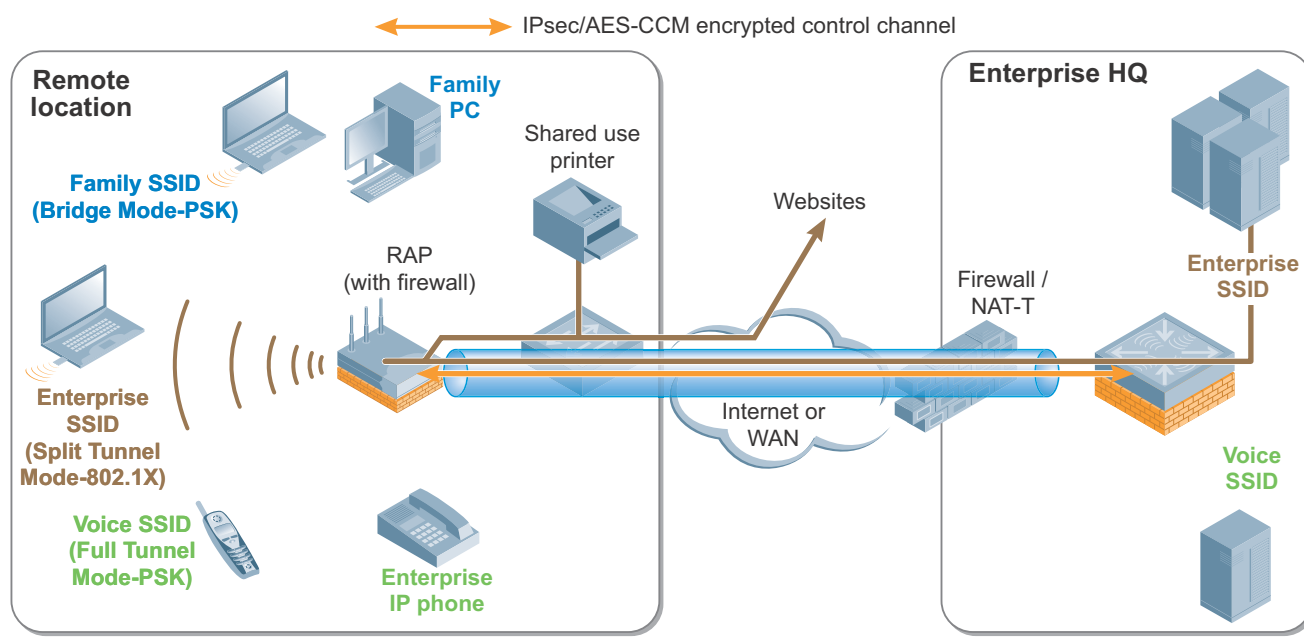 IPsec/AES-CCM encrypted control channel
Remote
location
Family
PC
Shared use
printer
Family SSID
(Bridge Mode-PSK)
RAP
(with firewall)
Websites
Enterprise
SSID
(Split Tunnel
Mode-802.1X)
Internet or
WAN
Voice SSID
(Full Tunnel
Mode-PSK)
Enterprise
IP phone
Enterprise HQ
Firewall /
NAT-T
Enterprise
SSID
Voice
SSID